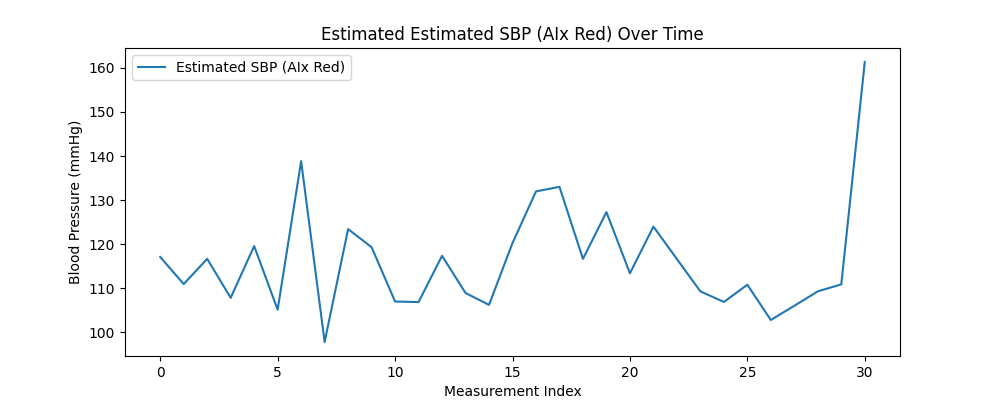 Estimated Estimated SBP (AIx Red) Over Time
Estimated SBP (AIx Red)
Blood Pressure (mmHg)
160
150
140
130
120
110
100
0 5 10 15 20 25 30
Measurement Index